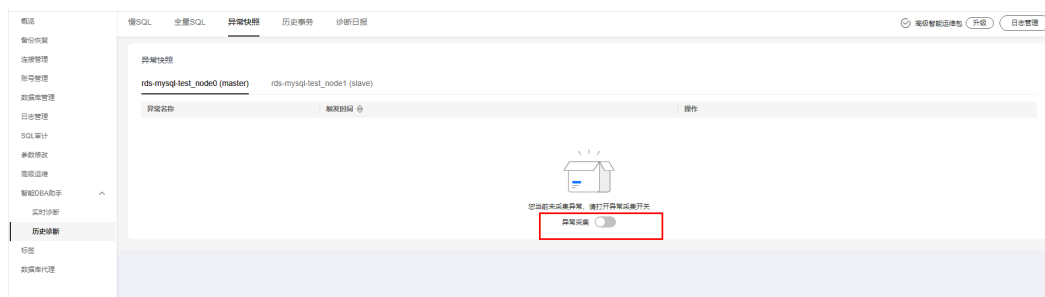 概览
慢SQL 全量SQL 异常快照 历史事务 诊断日报 高级智能运维包 升级 日志管理
备份恢复
连接管理
异常快照
账号管理
rds-mysql-test_node0 (master) rds-mysql-test_node1 (slave)
数据库管理
异常名称 触发时间 操作
日志管理
SQL审计
参数修改
高级运维
智能DBA助手
您当前未采集异常，请打开异常采集开关
实时诊断
异常采集
历史诊断
标签
数据库代理